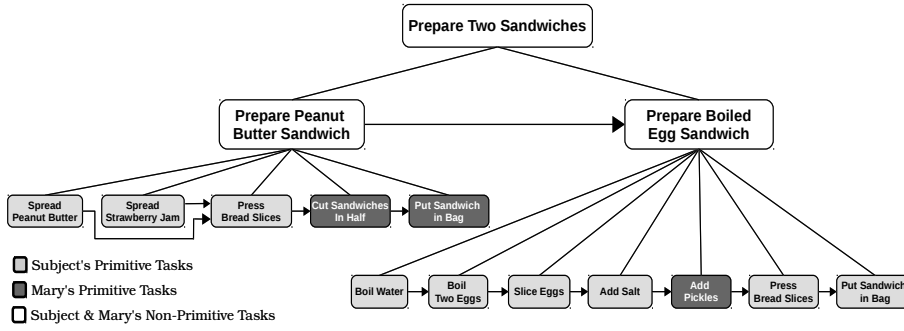 Prepare Two Sandwiches
Prepare Peanut
Butter Sandwich
Prepare Boiled
Egg Sandwich
Spread
Peanut Butter
Spread
Strawberry Jam
Press
Bread Slices
Cut Sandwiches
In Half
Put Sandwich
in Bag
Subject's Primitive Tasks
Mary's Primitive Tasks
Subject & Mary's Non-Primitive Tasks
Boil Water
Boil
Two Eggs
Slice Eggs
Add Salt
Add
Pickles
Press
Bread Slices
Put Sandwich
in Bag